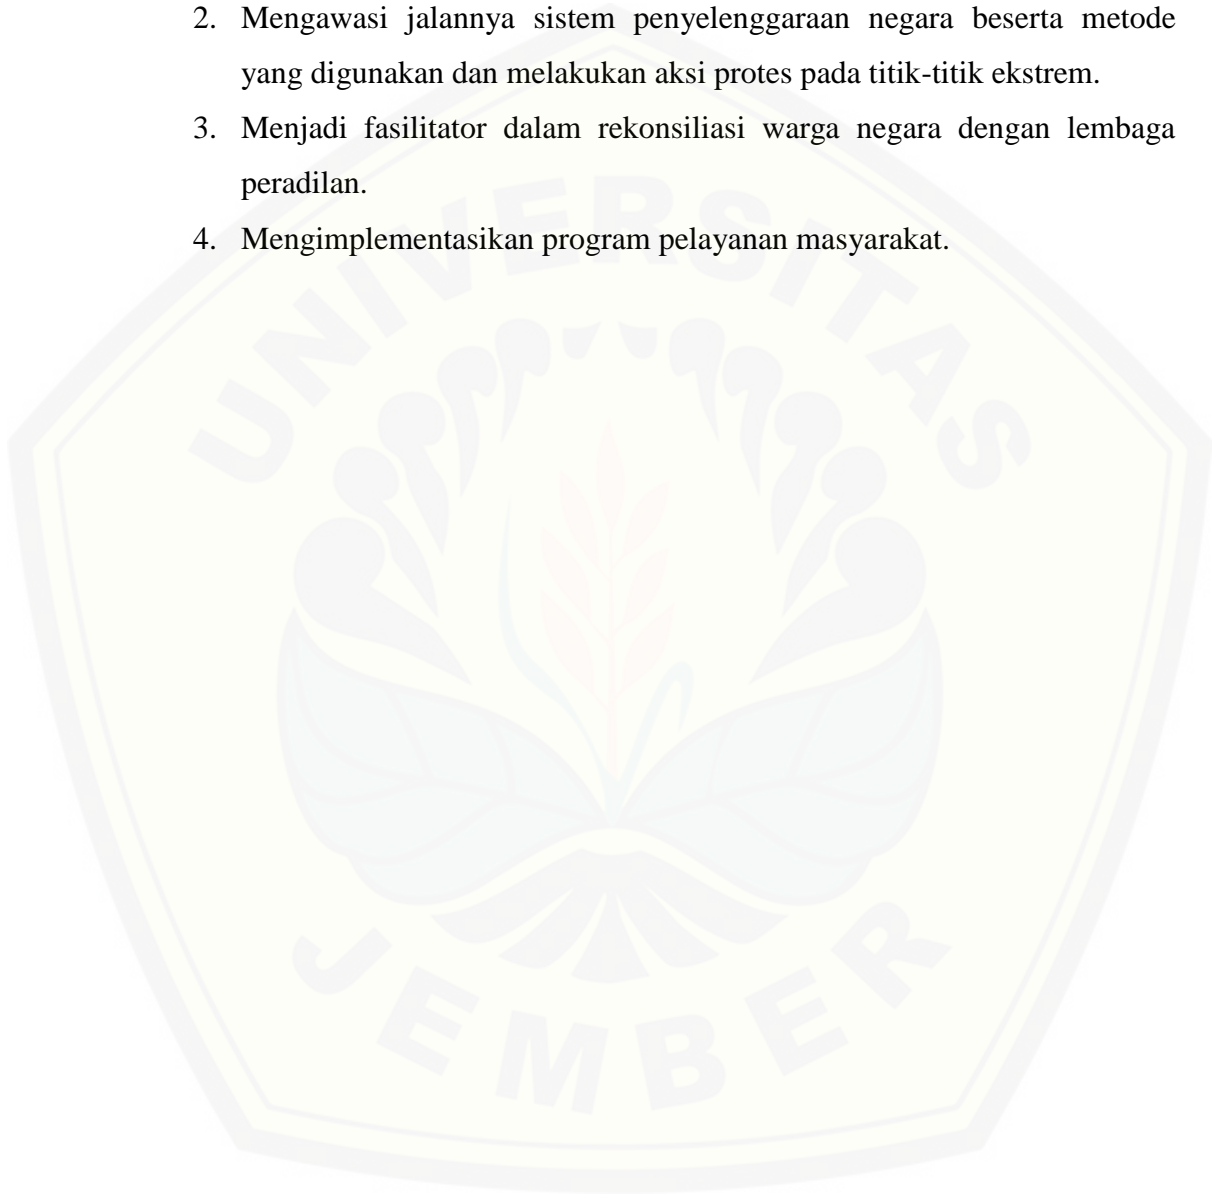 2. Mengawasi jalannya sistem penyelenggaraan negara beserta metode
yang digunakan dan melakukan aksi protes pada titik-titik ekstrem.
3. Menjadi fasilitator dalam rekonsiliasi warga negara dengan lembaga
peradilan.
4. Mengimplementasikan program pelayanan masyarakat.
UNIVERSITAS
JEMBER